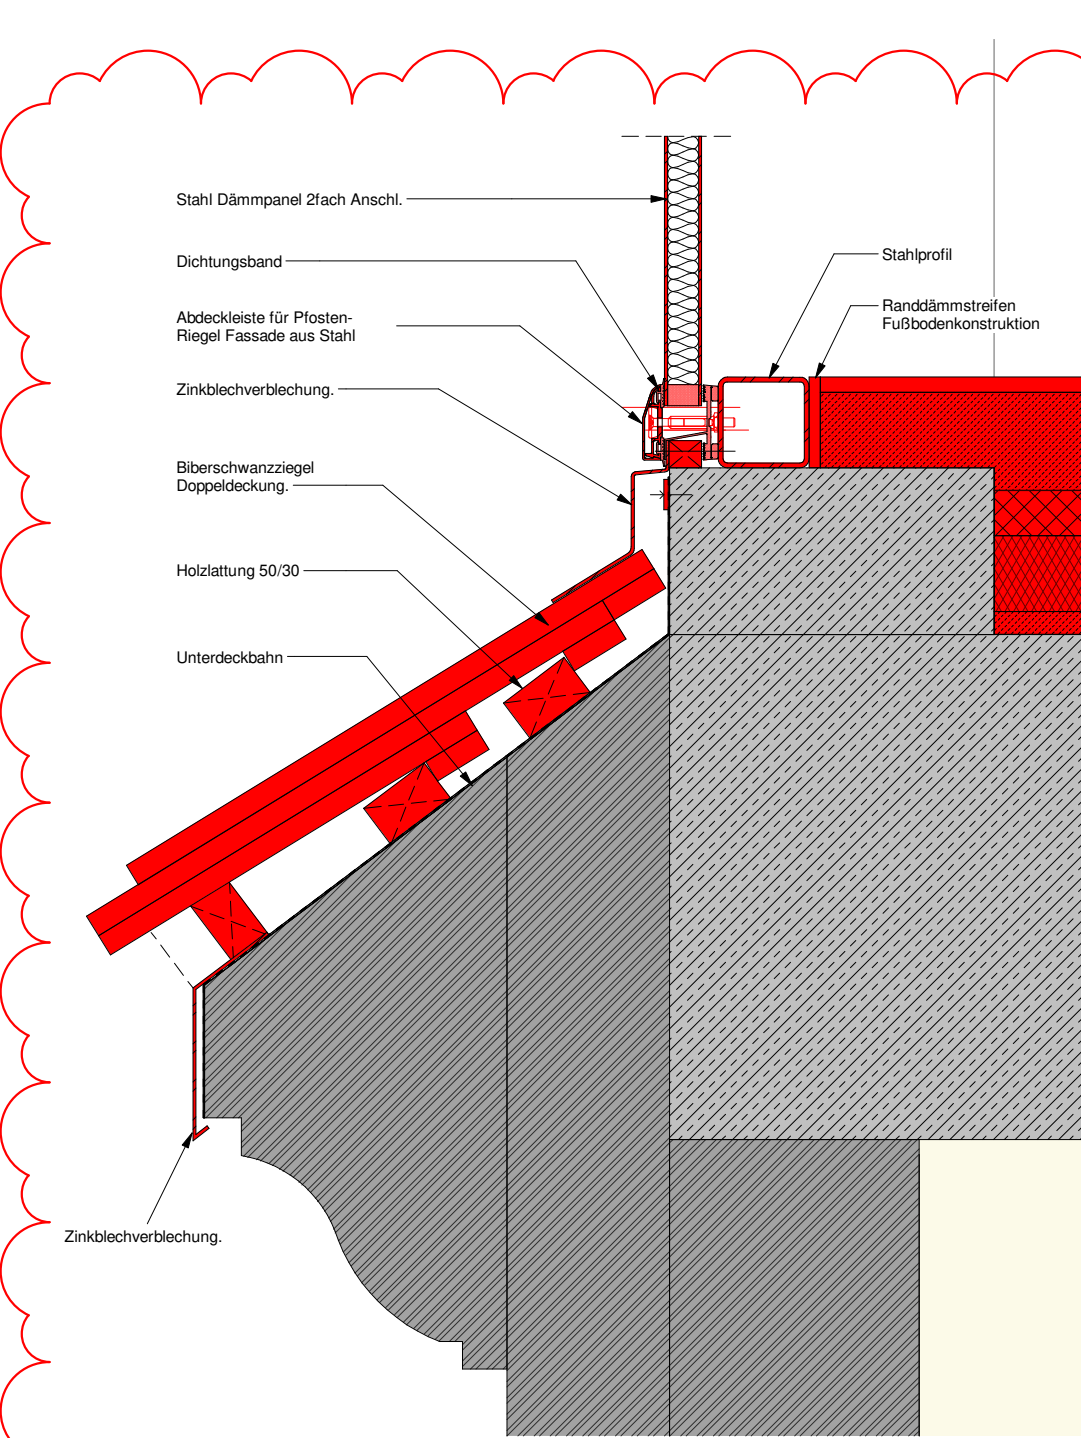 Stahl Dämmpanel 2fach Anschl.
Dichtungsband
Abdeckleiste für Pfosten-
Riegel Fassade aus Stahl
Zinkblechverblechung.
Biberschwanzziegel
Doppeldeckung.
Holzlattung 50/30
Unterdeckbahn
Zinkblechverblechung.
Stahlprofil
Randdämmstreifen
Fußbodenkonstruktion